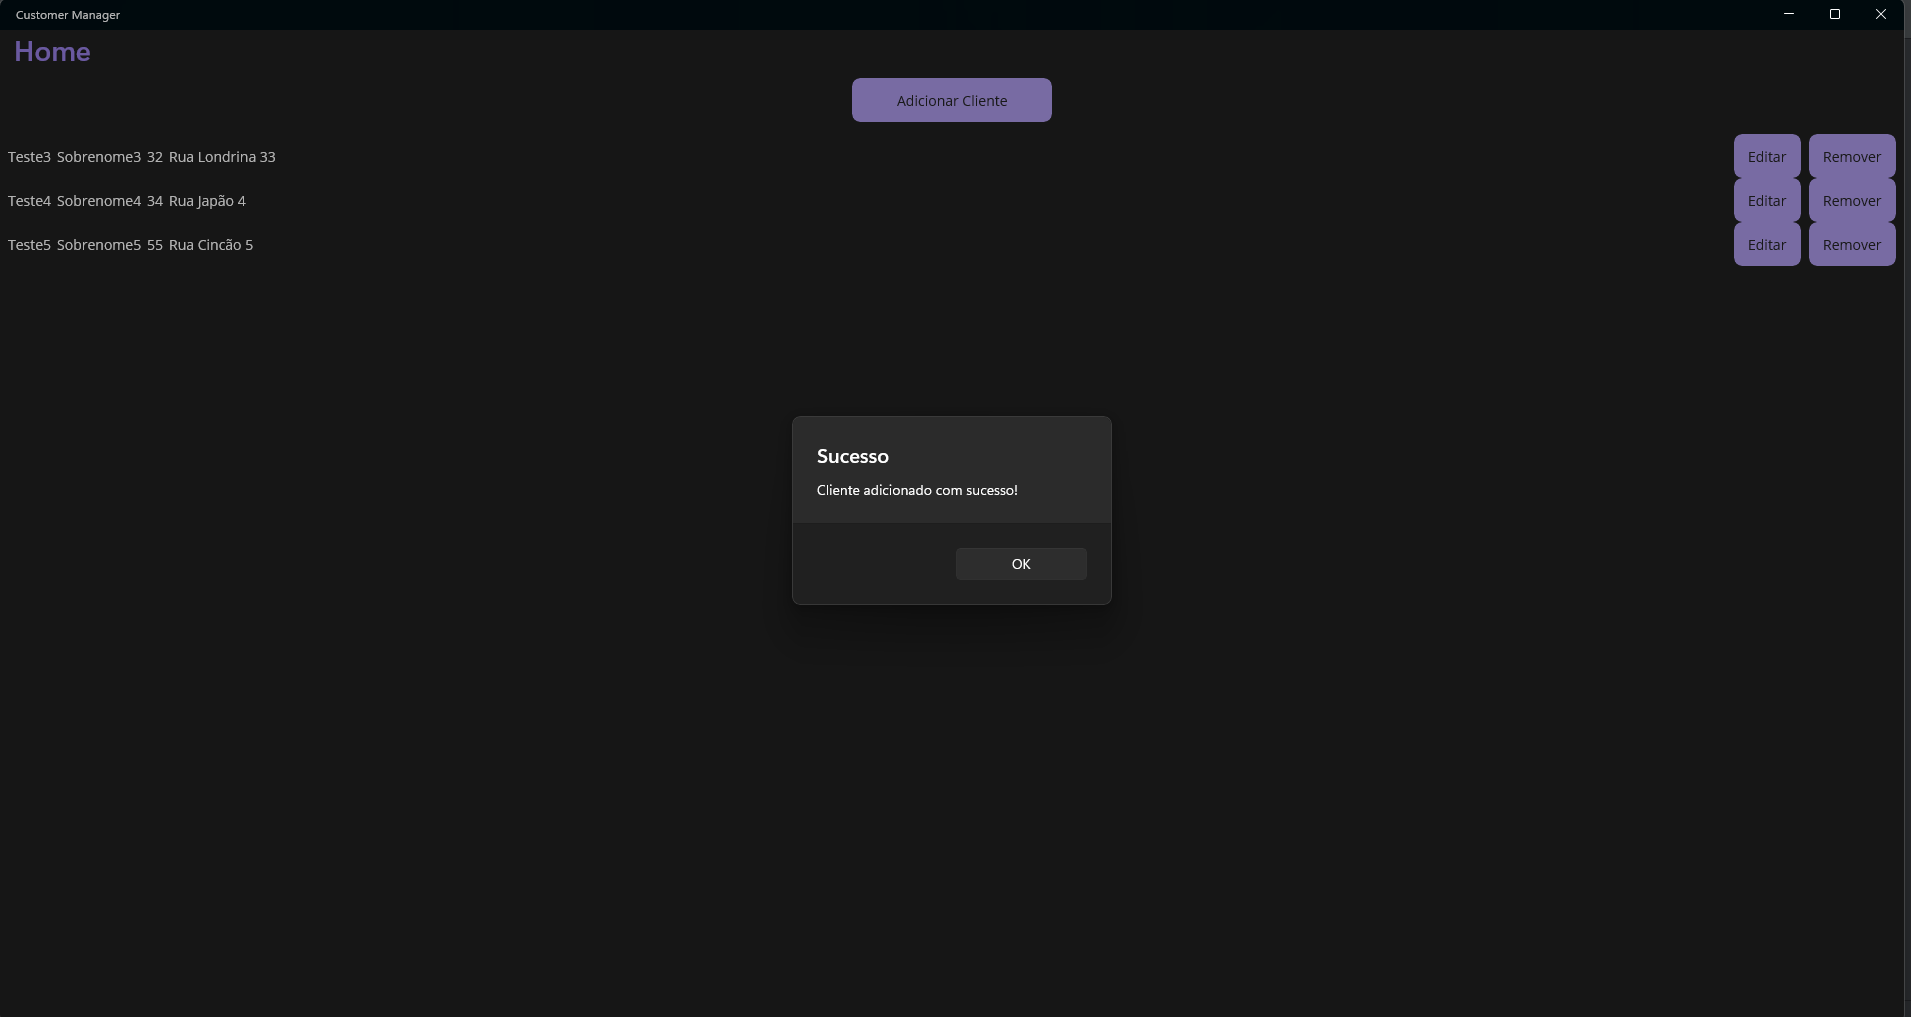 Customer Manager
Home
Adicionar Cliente
Teste3 Sobrenome3 32 Rua Londrina 33 Editar Remover
Teste4 Sobrenome4 34 Rua Japão 4 Editar Remover
Teste5 Sobrenome5 55 Rua Cincão 5 Editar Remover
Sucesso
Cliente adicionado com sucesso!
OK